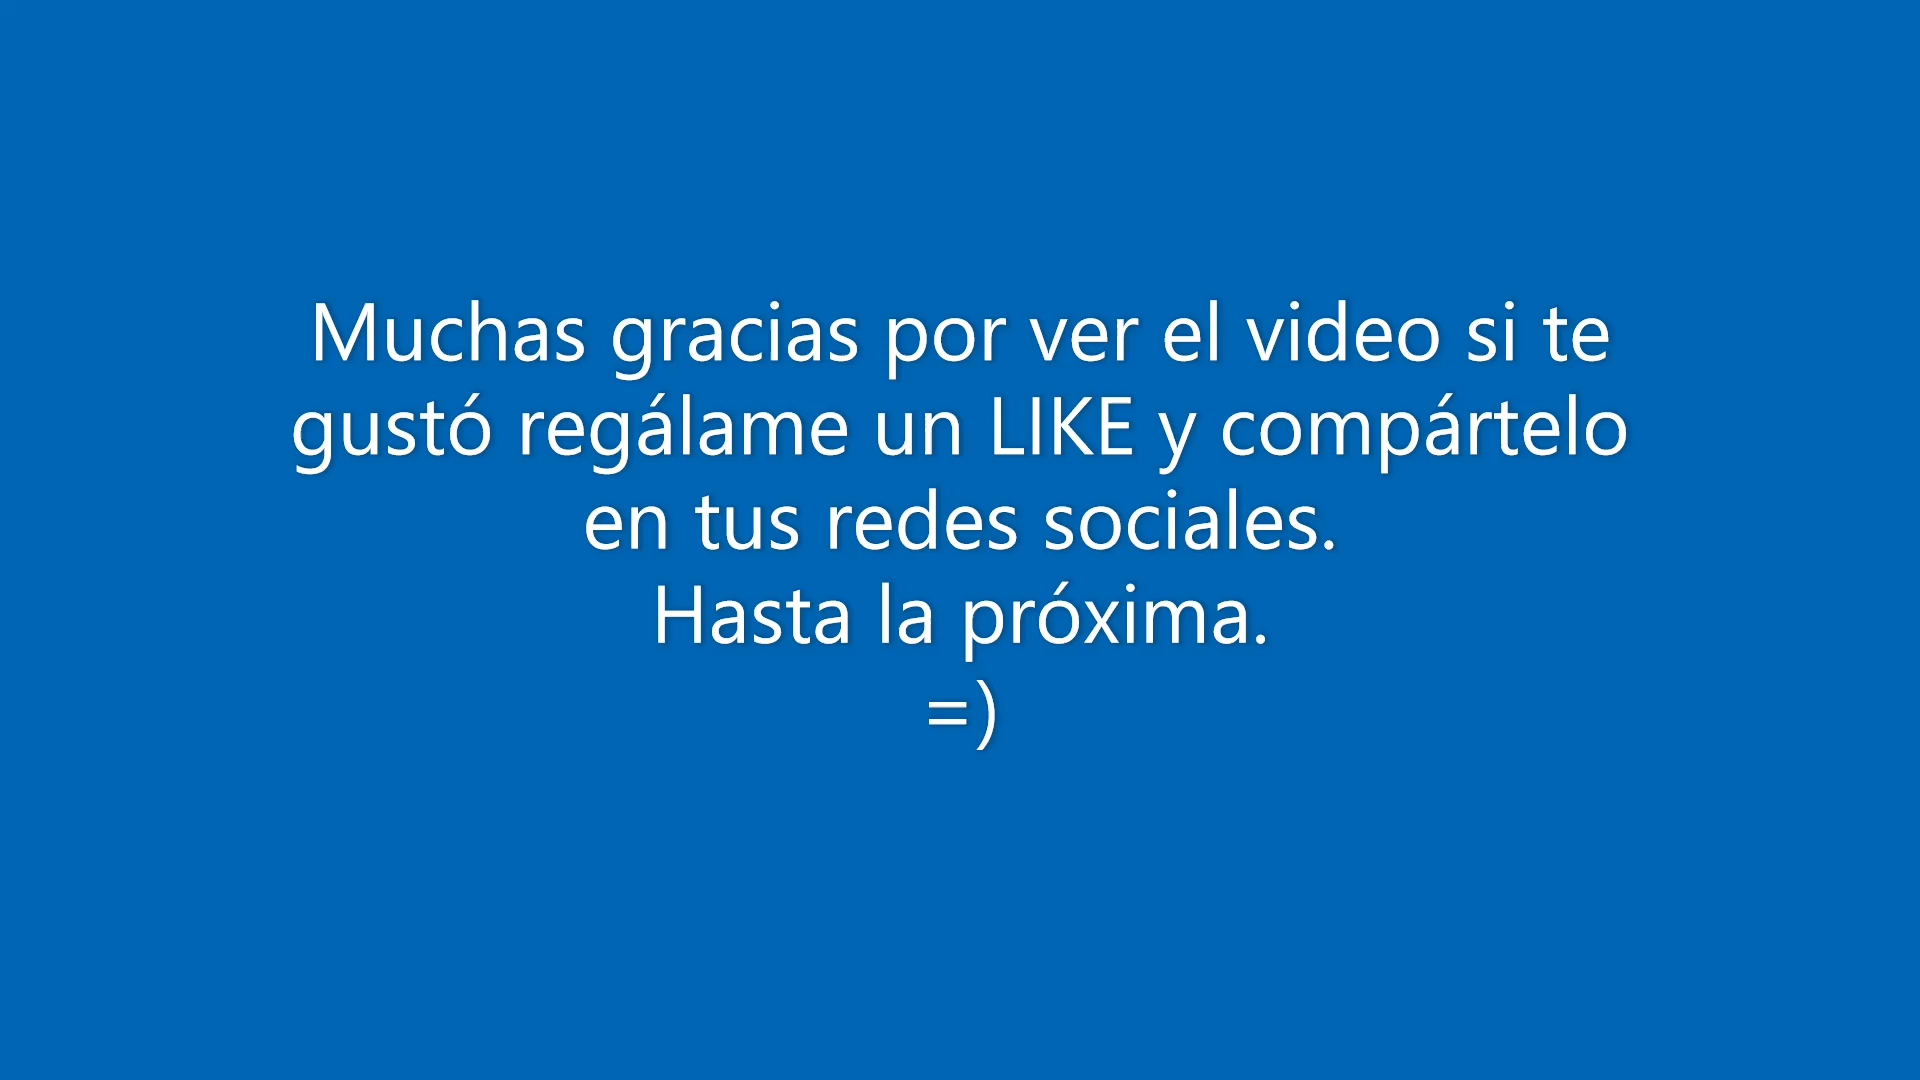 Muchas gracias por ver el video si te
gustó regálame un LIKE y compártelo
en tus redes sociales.
Hasta la próxima.
=)